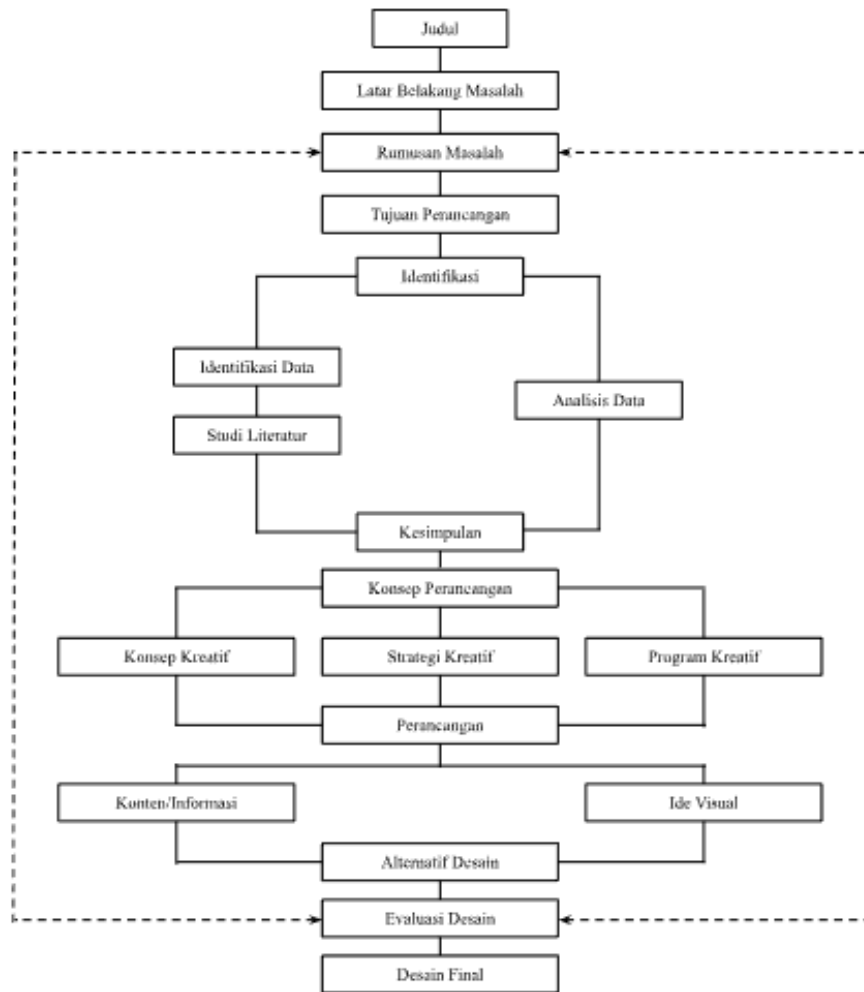 Judul
Latar Belakang Masalah
Rumusan Masalah
Tujuan Perancangan
Identifikasi
Identifikasi Data
Analisis Data
Studi Literatur
Kesimpulan
Konsep Perancangan
Konsep Kreatif
Strategi Kreatif
Program Kreatif
Perancangan
Konten/Informasi
Ide Visual
Alternatif Desain
Evaluasi Desain
Desain Final